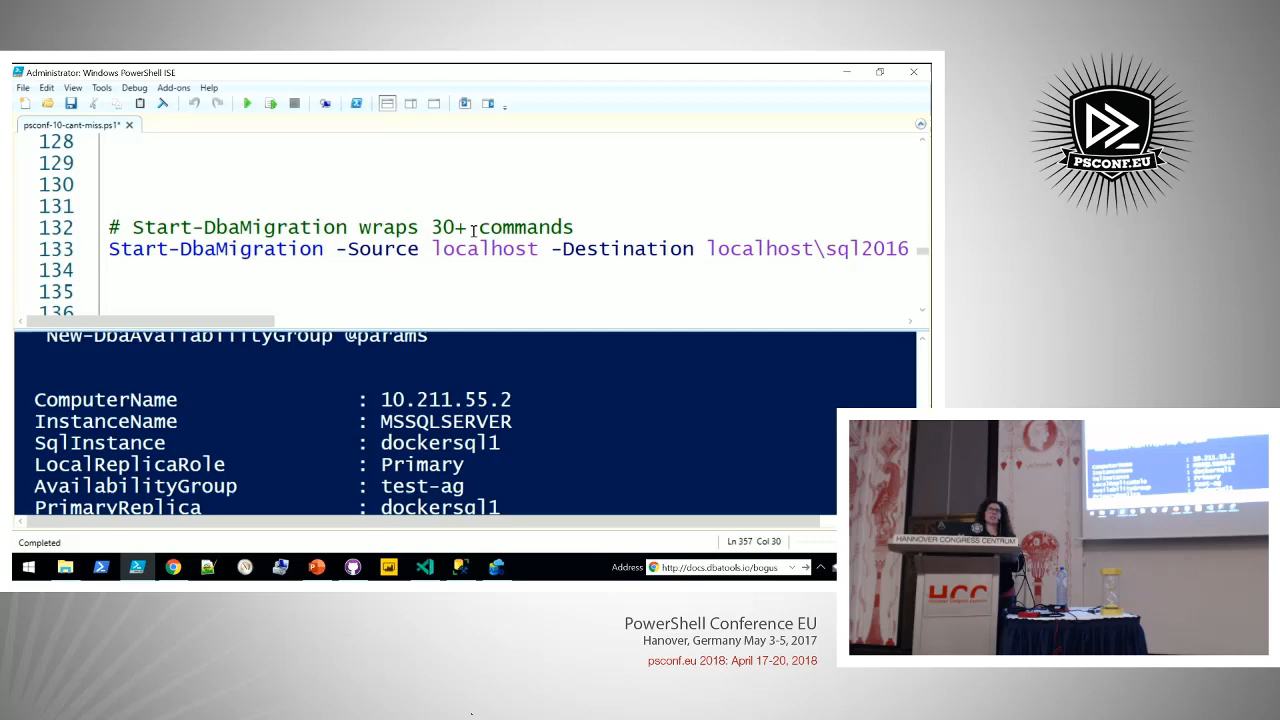 Administrator: Windows PowerShell ISE
File Edit View Tools Debug Add-ons Help
psconf-10-cant-miss.ps1*
128
129
130
131
132 # Start-DbaMigration wraps 30+ commands
133 Start-DbaMigration -Source localhost -Destination localhost\sql2016
134
135
136
New-DbaAvailabilityGroup @params
ComputerName : 10.211.55.2
InstanceName : MSSQLSERVER
SqlInstance : dockersql1
LocalReplicaRole : Primary
AvailabilityGroup : test-ag
PrimaryReplica : dockersql1
Completed
Ln 357 Col 30
Address http://docs.dbatools.io/bogus
PSCONF.EU
HANNOVER CONGRESS CENTRUM
HCC
PowerShell Conference EU
Hanover, Germany May 3-5, 2017
psconf.eu 2018: April 17-20, 2018